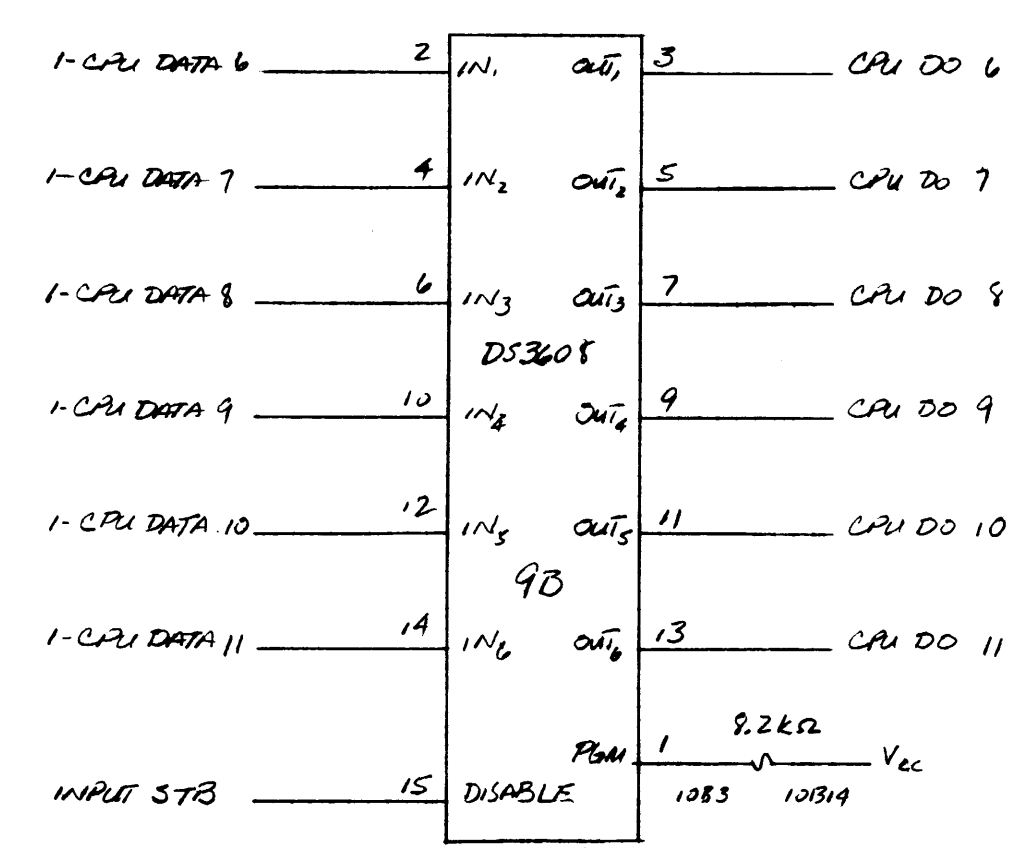 1-CPU DATA 6 2 IN1 OUT1 3 CPU DO 6
1-CPU DATA 7 4 IN2 OUT2 5 CPU DO 7
1-CPU DATA 8 6 IN3 OUT3 7 CPU DO 8
DS3608
1-CPU DATA 9 10 IN4 OUT4 9 CPU DO 9
1-CPU DATA 10 12 IN5 OUT5 11 CPU DO 10
9B
1-CPU DATA 11 14 IN6 OUT6 13 CPU DO 11
8.2kΩ
PGM 1 Vcc
10B3 10B14
INPUT STB 15 DISABLE